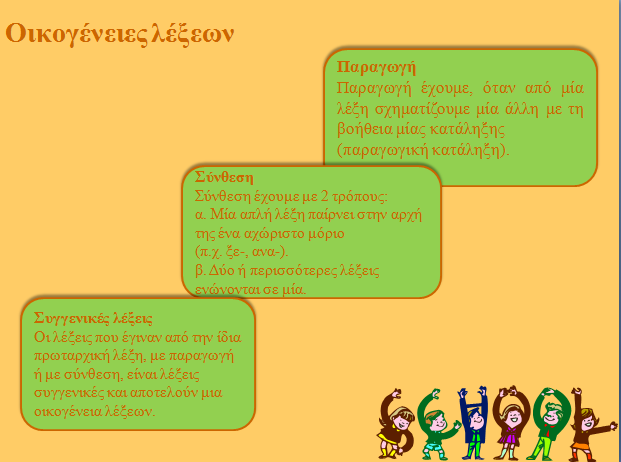 Οικογένειες λέξεων
Παραγωγή
Παραγωγή έχουμε, όταν από μία
λέξη σχηματίζουμε μία άλλη με τη
βοήθεια μίας κατάληξης
(παραγωγική κατάληξη).
Σύνθεση
Σύνθεση έχουμε με 2 τρόπους:
α. Μία απλή λέξη παίρνει στην αρχή
της ένα αχώριστο μόριο
(π.χ. ξε-, ανα-).
β. Δύο ή περισσότερες λέξεις
ενώνονται σε μία.
Συγγενικές λέξεις
Οι λέξεις που έγιναν από την ίδια
πρωταρχική λέξη, με παραγωγή
ή με σύνθεση, είναι λέξεις
συγγενικές και αποτελούν μια
οικογένεια λέξεων.
SCHOOL